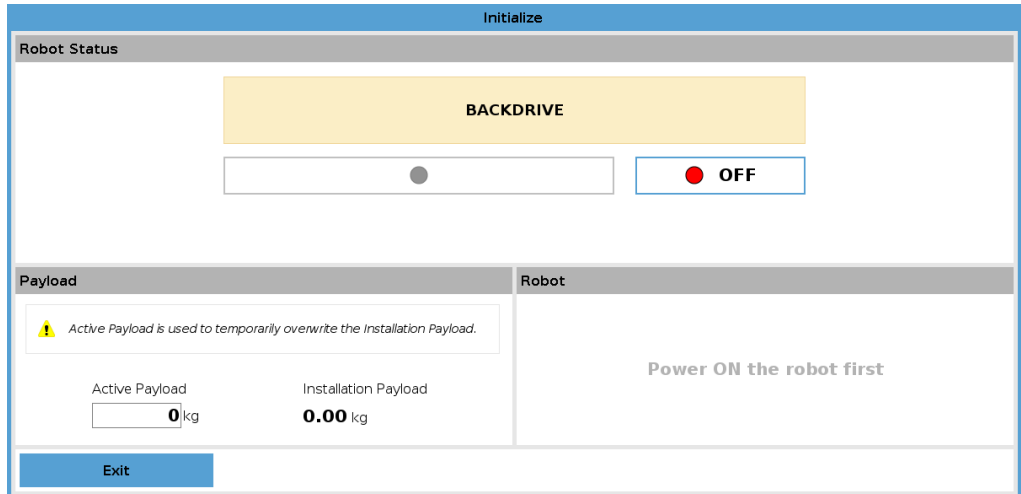 Initialize
Robot Status
BACKDRIVE
OFF
Payload
Active Payload is used to temporarily overwrite the Installation Payload.
Active Payload
Installation Payload
0 kg
0.00 kg
Robot
Power ON the robot first
Exit